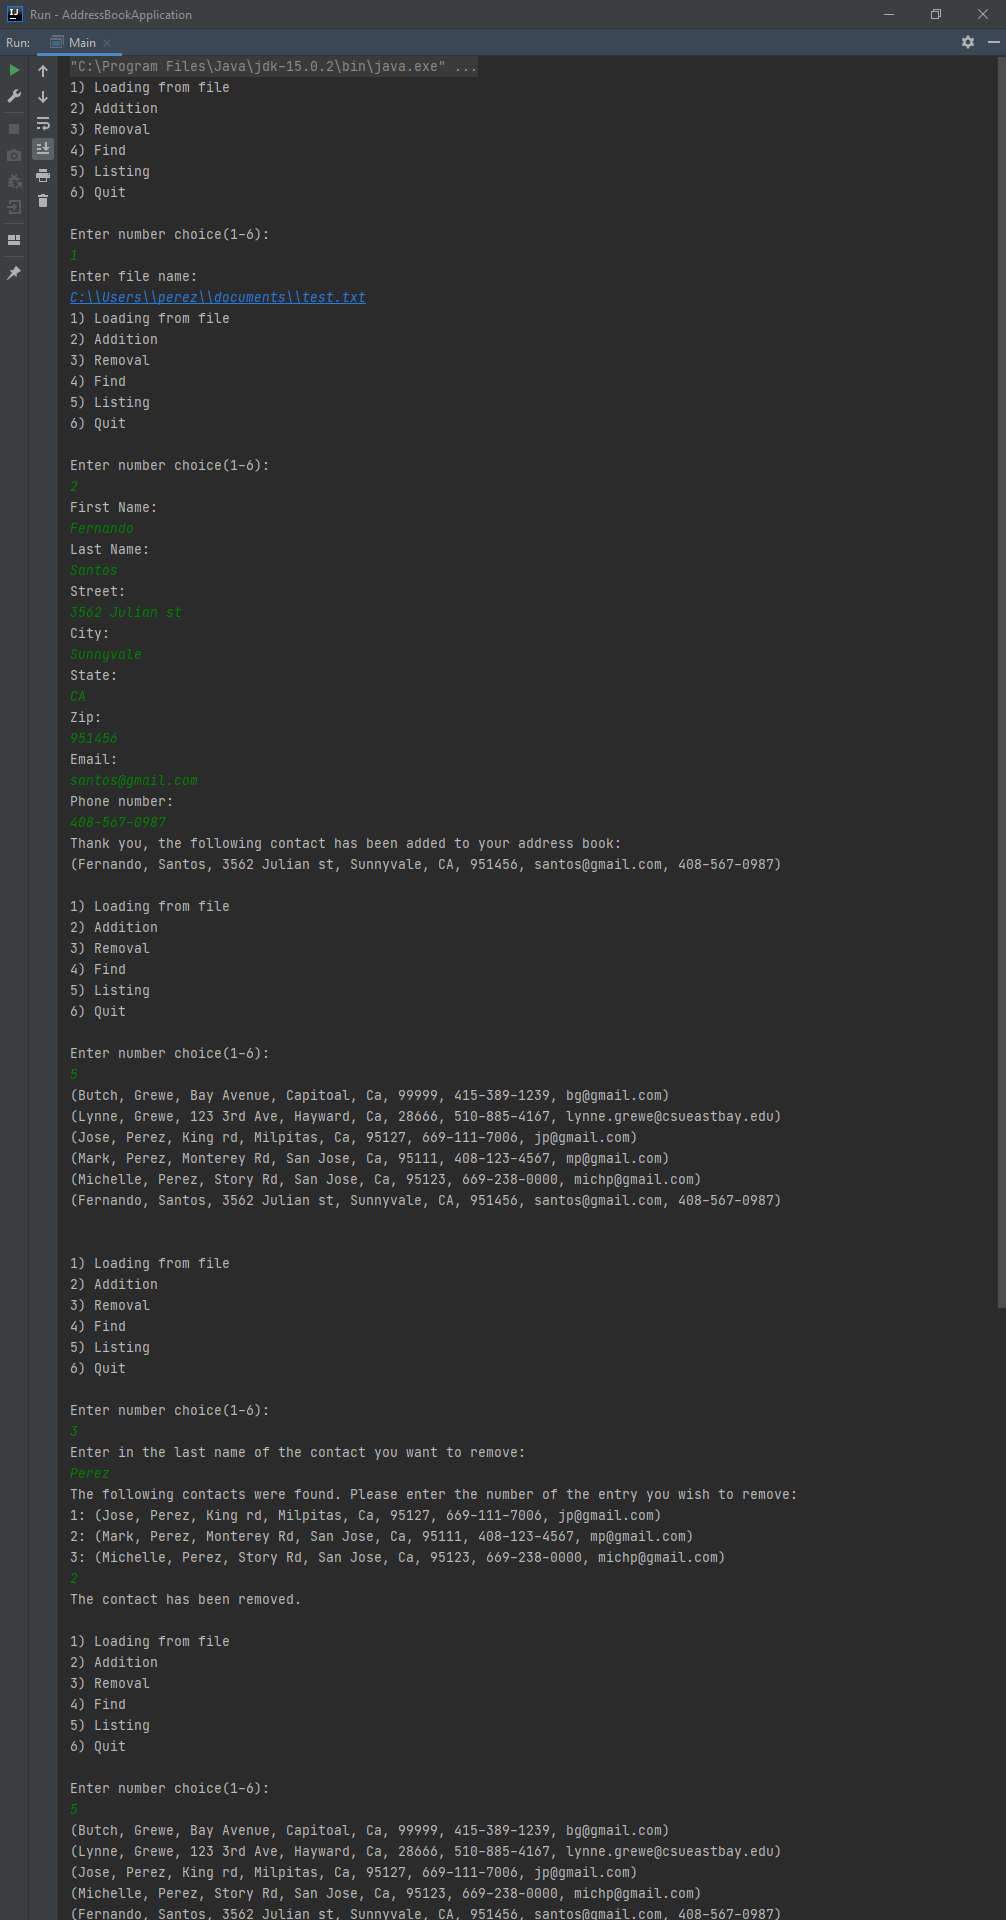 Run - AddressBookApplication
Run: Main
"C:\Program Files\Java\jdk-15.0.2\bin\java.exe" ...
1) Loading from file
2) Addition
3) Removal
4) Find
5) Listing
6) Quit
Enter number choice(1-6):
1
Enter file name:
C:\\Users\\perez\\documents\\test.txt
1) Loading from file
2) Addition
3) Removal
4) Find
5) Listing
6) Quit
Enter number choice(1-6):
2
First Name:
Fernando
Last Name:
Santos
Street:
3562 Julian st
City:
Sunnyvale
State:
CA
Zip:
951456
Email:
santos@gmail.com
Phone number:
408-567-0987
Thank you, the following contact has been added to your address book:
(Fernando, Santos, 3562 Julian st, Sunnyvale, CA, 951456, santos@gmail.com, 408-567-0987)
1) Loading from file
2) Addition
3) Removal
4) Find
5) Listing
6) Quit
Enter number choice(1-6):
5
(Butch, Grewe, Bay Avenue, Capitoal, Ca, 99999, 415-389-1239, bg@gmail.com)
(Lynne, Grewe, 123 3rd Ave, Hayward, Ca, 28666, 510-885-4167, lynne.grewe@csueastbay.edu)
(Jose, Perez, King rd, Milpitas, Ca, 95127, 669-111-7006, jp@gmail.com)
(Mark, Perez, Monterey Rd, San Jose, Ca, 95111, 408-123-4567, mp@gmail.com)
(Michelle, Perez, Story Rd, San Jose, Ca, 95123, 669-238-0000, michp@gmail.com)
(Fernando, Santos, 3562 Julian st, Sunnyvale, CA, 951456, santos@gmail.com, 408-567-0987)
1) Loading from file
2) Addition
3) Removal
4) Find
5) Listing
6) Quit
Enter number choice(1-6):
3
Enter in the last name of the contact you want to remove:
Perez
The following contacts were found. Please enter the number of the entry you wish to remove:
1: (Jose, Perez, King rd, Milpitas, Ca, 95127, 669-111-7006, jp@gmail.com)
2: (Mark, Perez, Monterey Rd, San Jose, Ca, 95111, 408-123-4567, mp@gmail.com)
3: (Michelle, Perez, Story Rd, San Jose, Ca, 95123, 669-238-0000, michp@gmail.com)
2
The contact has been removed.
1) Loading from file
2) Addition
3) Removal
4) Find
5) Listing
6) Quit
Enter number choice(1-6):
5
(Butch, Grewe, Bay Avenue, Capitoal, Ca, 99999, 415-389-1239, bg@gmail.com)
(Lynne, Grewe, 123 3rd Ave, Hayward, Ca, 28666, 510-885-4167, lynne.grewe@csueastbay.edu)
(Jose, Perez, King rd, Milpitas, Ca, 95127, 669-111-7006, jp@gmail.com)
(Michelle, Perez, Story Rd, San Jose, Ca, 95123, 669-238-0000, michp@gmail.com)
(Fernando, Santos, 3562 Julian st, Sunnyvale, CA, 951456, santos@gmail.com, 408-567-0987)